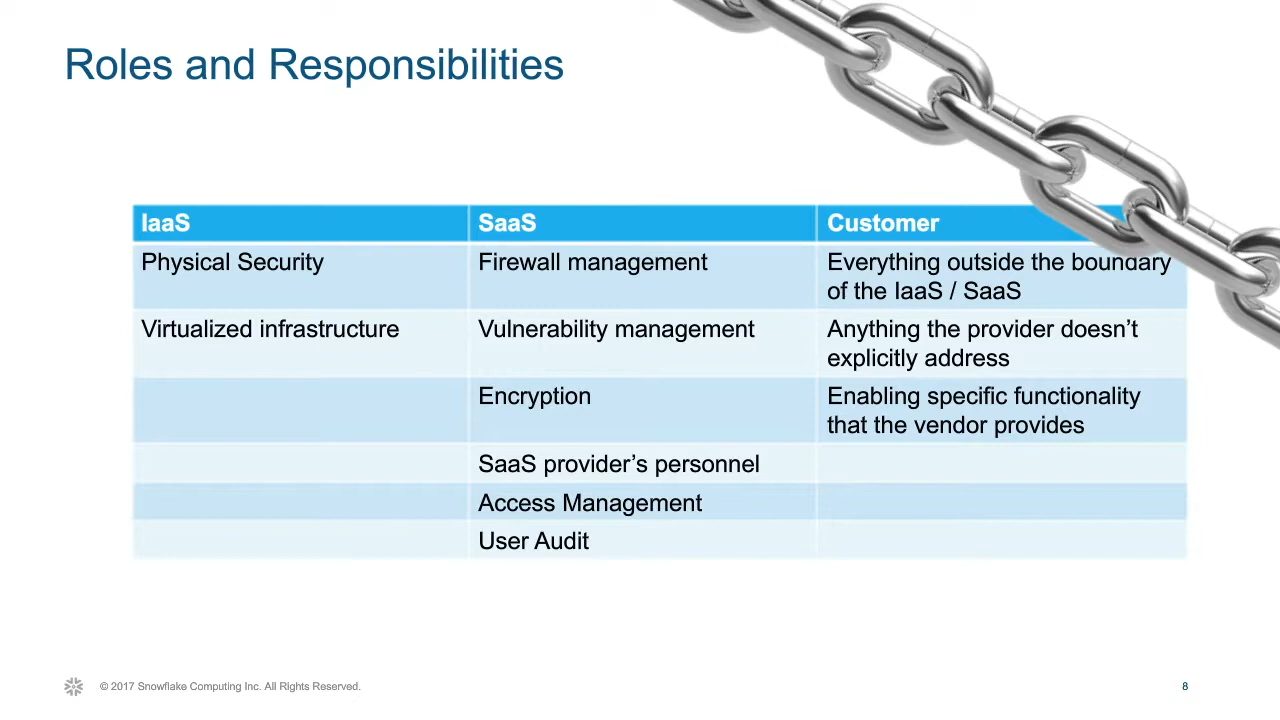 Roles and Responsibilities
IaaS
SaaS
Customer
Physical Security
Firewall management
Everything outside the boundary
of the IaaS / SaaS
Virtualized infrastructure
Vulnerability management
Anything the provider doesn’t
explicitly address
Encryption
Enabling specific functionality
that the vendor provides
SaaS provider’s personnel
Access Management
User Audit
© 2017 Snowflake Computing Inc. All Rights Reserved.
8